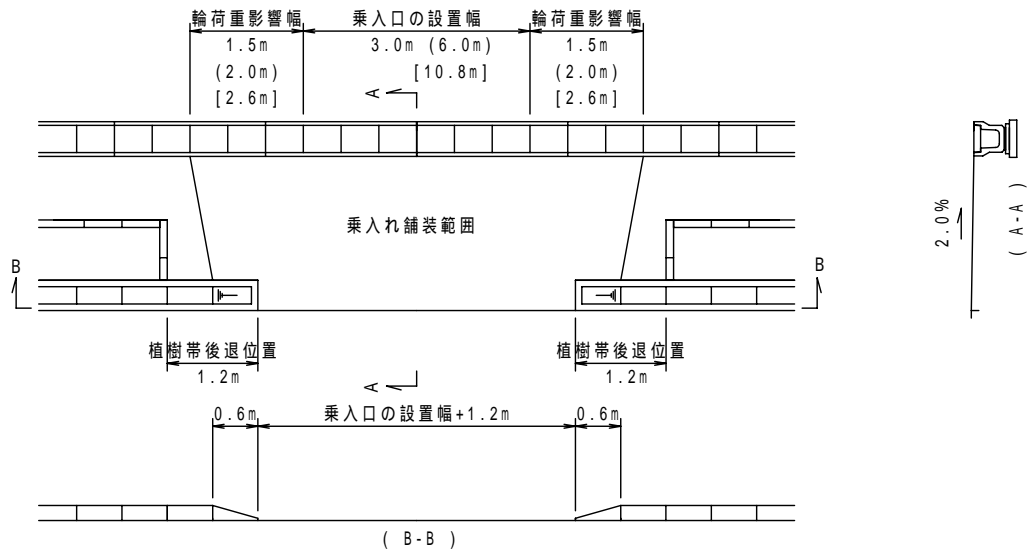 輪荷重影響幅 乗入口の設置幅 輪荷重影響幅
1.5m 3.0m (6.0m) 1.5m
(2.0m) [10.8m] (2.0m)
[2.6m] A [2.6m]
乗入れ舗装範囲
2.0%
( A-A )
B B
植樹帯後退位置 植樹帯後退位置
1.2m A 1.2m
0.6m 乗入口の設置幅+1.2m 0.6m
( B-B )